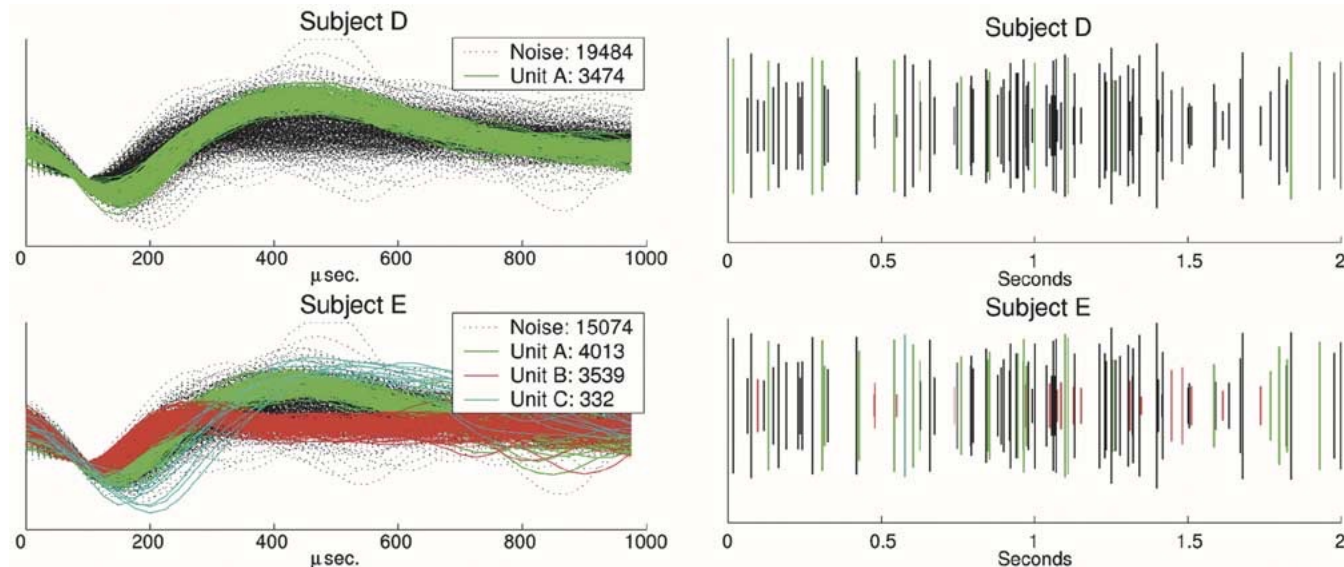 Subject D
Noise: 19484
Unit A: 3474
0 200 400 600 800 1000
μsec.
Subject D
0 0.5 1 1.5 2
Seconds
Subject E
Noise: 15074
Unit A: 4013
Unit B: 3539
Unit C: 332
0 200 400 600 800 1000
μsec.
Subject E
0 0.5 1 1.5 2
Seconds